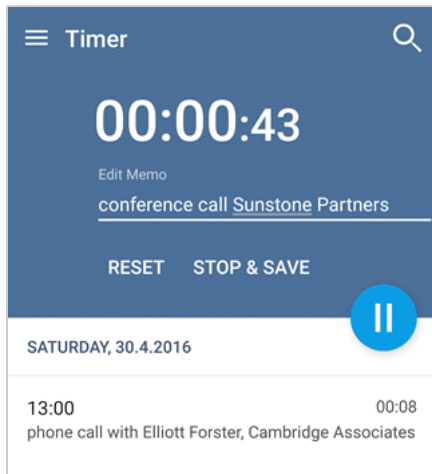 Timer
00:00:43
Edit Memo
conference call Sunstone Partners
RESET STOP & SAVE
SATURDAY, 30.4.2016
13:00 00:08
phone call with Elliott Forster, Cambridge Associates